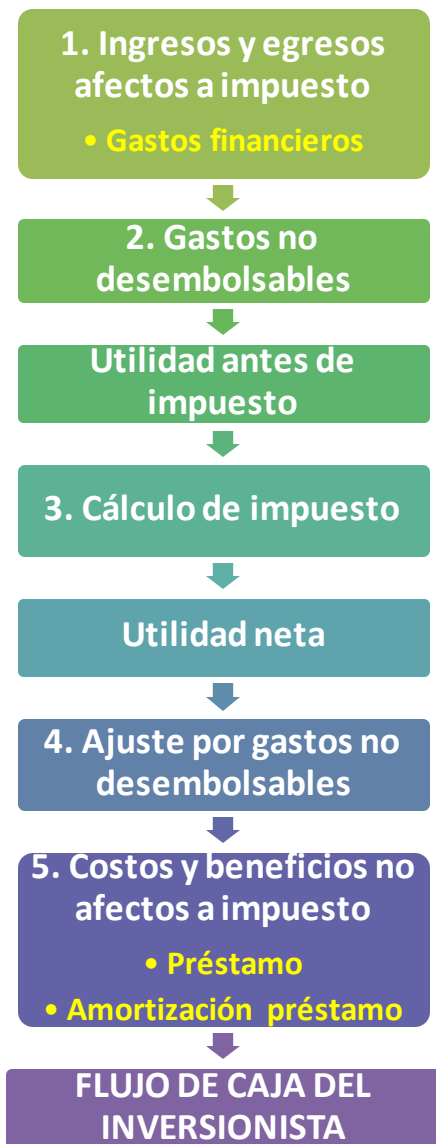 1. Ingresos y egresos
afectos a impuesto
• Gastos financieros
2. Gastos no
desembolsables
Utilidad antes de
impuesto
3. Cálculo de impuesto
Utilidad neta
4. Ajuste por gastos no
desembolsables
5. Costos y beneficios no
afectos a impuesto
• Préstamo
• Amortización préstamo
FLUJO DE CAJA DEL
INVERSIONISTA